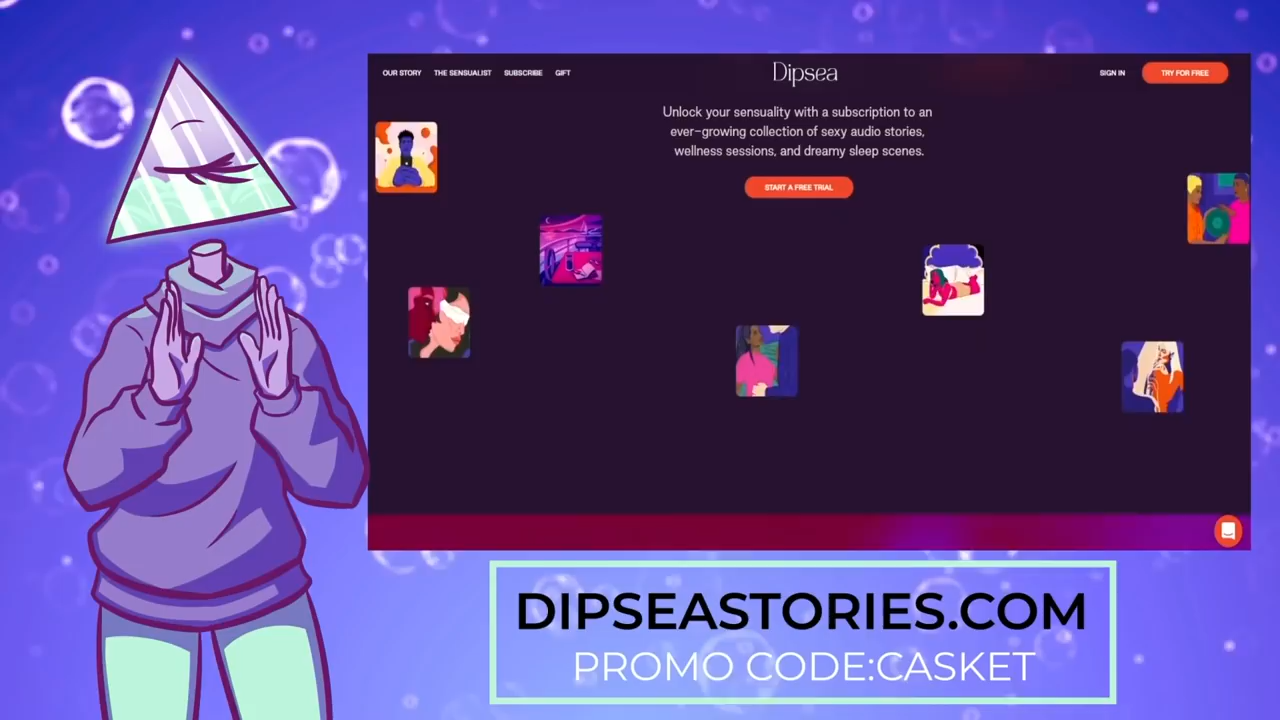 OUR STORY THE SENSUALIST SUBSCRIBE GIFT Dipsea SIGN IN TRY FOR FREE
Unlock your sensuality with a subscription to an
ever-growing collection of sexy audio stories,
wellness sessions, and dreamy sleep scenes.
START A FREE TRIAL
DIPSEASTORIES.COM
PROMO CODE:CASKET